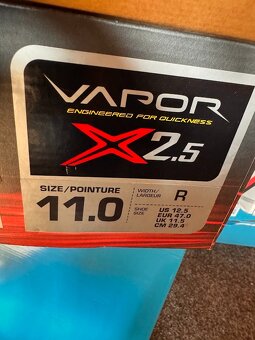 VAPOR
ENGINEERED FOR QUICKNESS
X2.5
SIZE/POINTURE
11.0
WIDTH/
LARGEUR
R
SHOE
SIZE
US 12.5
EUR 47.0
UK 11.5
CM 29.4